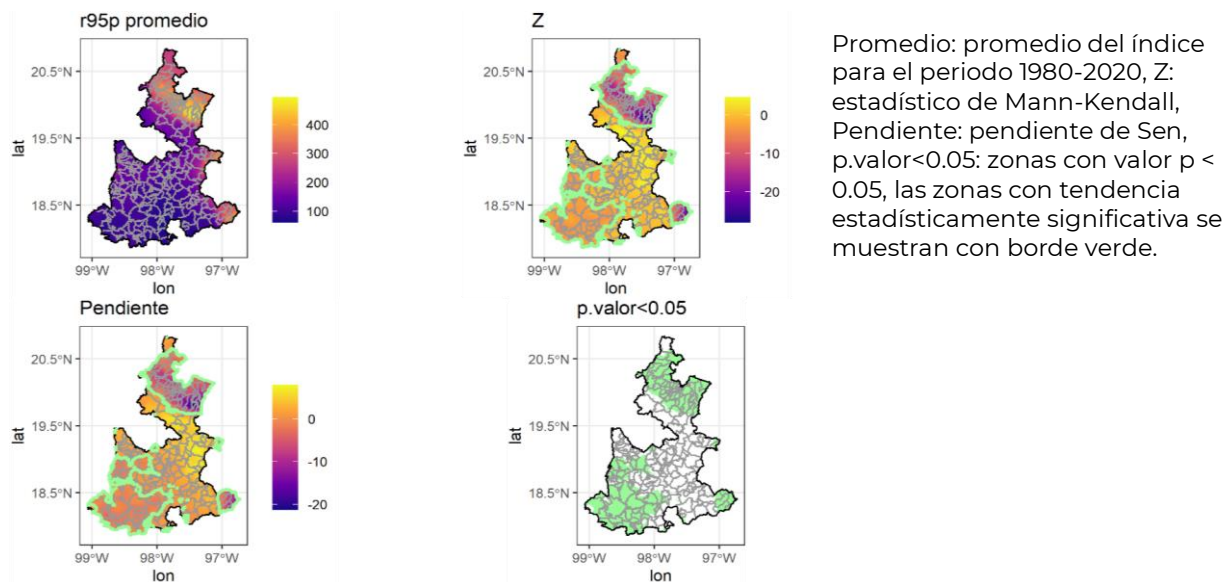 r95p promedio
20.5°N
19.5°N
18.5°N
lat
99°W 98°W 97°W
lon
400
300
200
100
Z
20.5°N
19.5°N
18.5°N
lat
99°W 98°W 97°W
lon
0
-10
-20
Promedio: promedio del índice
para el periodo 1980-2020, Z:
estadístico de Mann-Kendall,
Pendiente: pendiente de Sen,
p.valor<0.05: zonas con valor p <
0.05, las zonas con tendencia
estadísticamente significativa se
muestran con borde verde.
Pendiente
20.5°N
19.5°N
18.5°N
lat
99°W 98°W 97°W
lon
0
-10
-20
p.valor<0.05
20.5°N
19.5°N
18.5°N
lat
99°W 98°W 97°W
lon